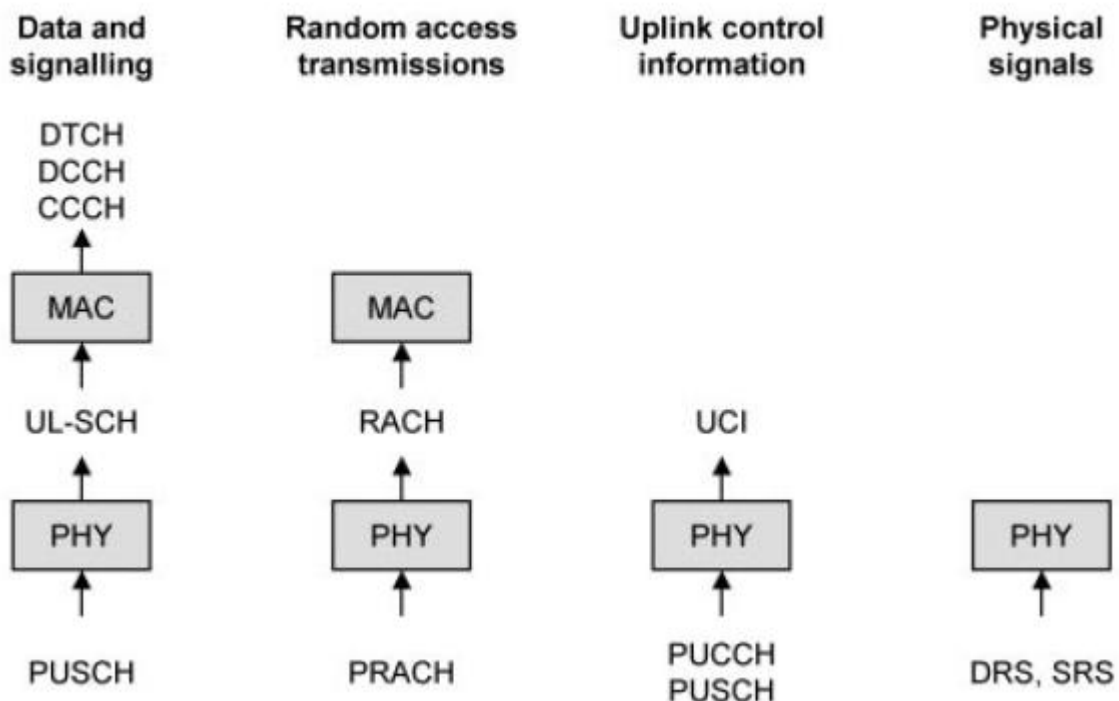 Data and
signalling
Random access
transmissions
Uplink control
information
Physical
signals
DTCH
DCCH
CCCH
MAC
MAC
UL-SCH
RACH
UCI
PHY
PHY
PHY
PHY
PUSCH
PRACH
PUCCH
PUSCH
DRS, SRS